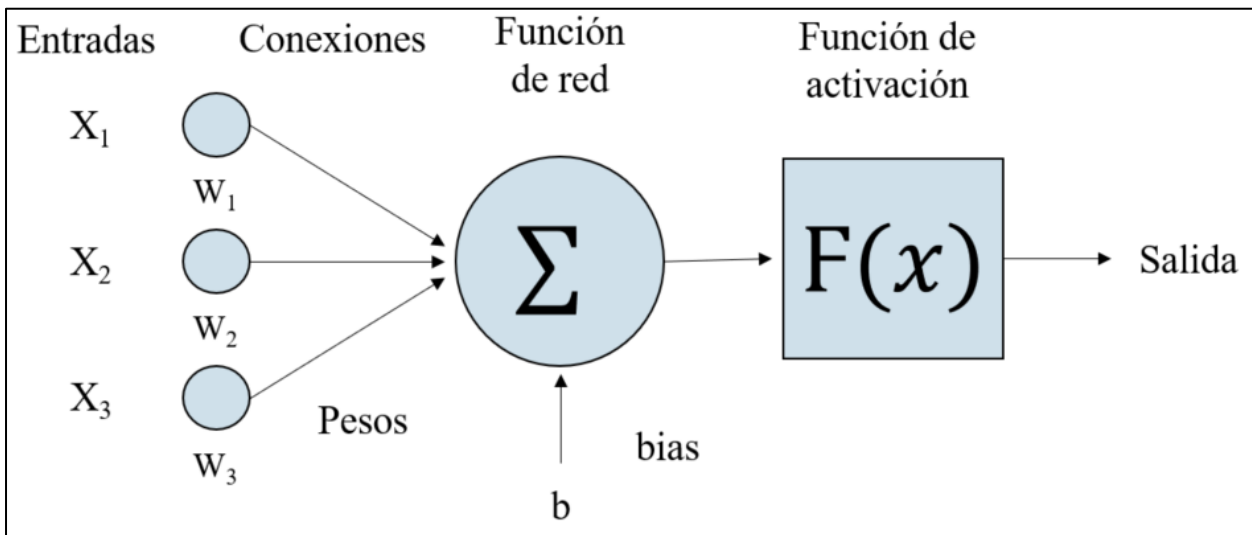 Entradas
Conexiones
Función
de red
Función de
activación
X₁
W₁
X₂
W₂
X₃
W₃
Pesos
Σ
bias
b
F(x)
Salida